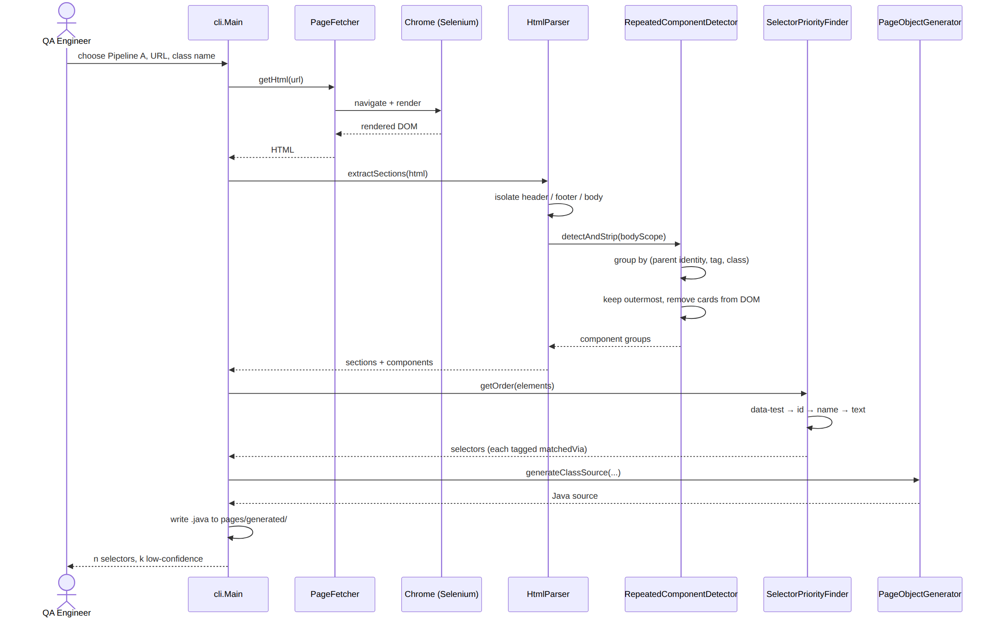 QA Engineer
cli.Main
PageFetcher
Chrome (Selenium)
HtmlParser
RepeatedComponentDetector
SelectorPriorityFinder
PageObjectGenerator
choose Pipeline A, URL, class name
getHtml(url)
navigate + render
rendered DOM
HTML
extractSections(html)
isolate header / footer / body
detectAndStrip(bodyScope)
group by (parent identity, tag, class)
keep outermost, remove cards from DOM
component groups
sections + components
getOrder(elements)
data-test → id → name → text
selectors (each tagged matchedVia)
generateClassSource(...)
Java source
write .java to pages/generated/
n selectors, k low-confidence
QA Engineer
cli.Main
PageFetcher
Chrome (Selenium)
HtmlParser
RepeatedComponentDetector
SelectorPriorityFinder
PageObjectGenerator